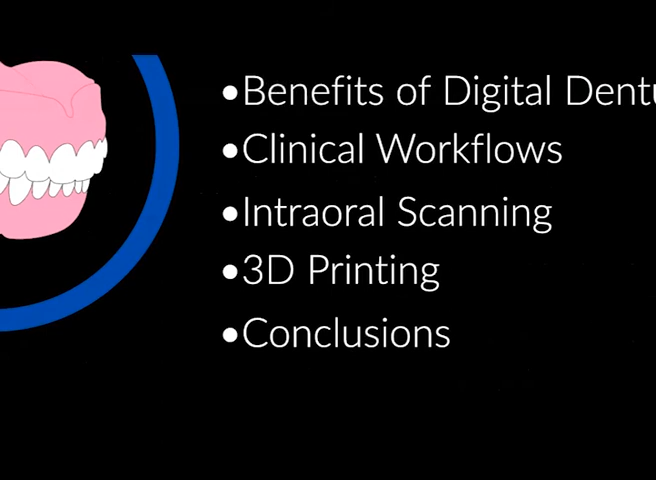 •Benefits of Digital
•Clinical Workflows
•Intraoral Scanning
•3D Printing
•Conclusions